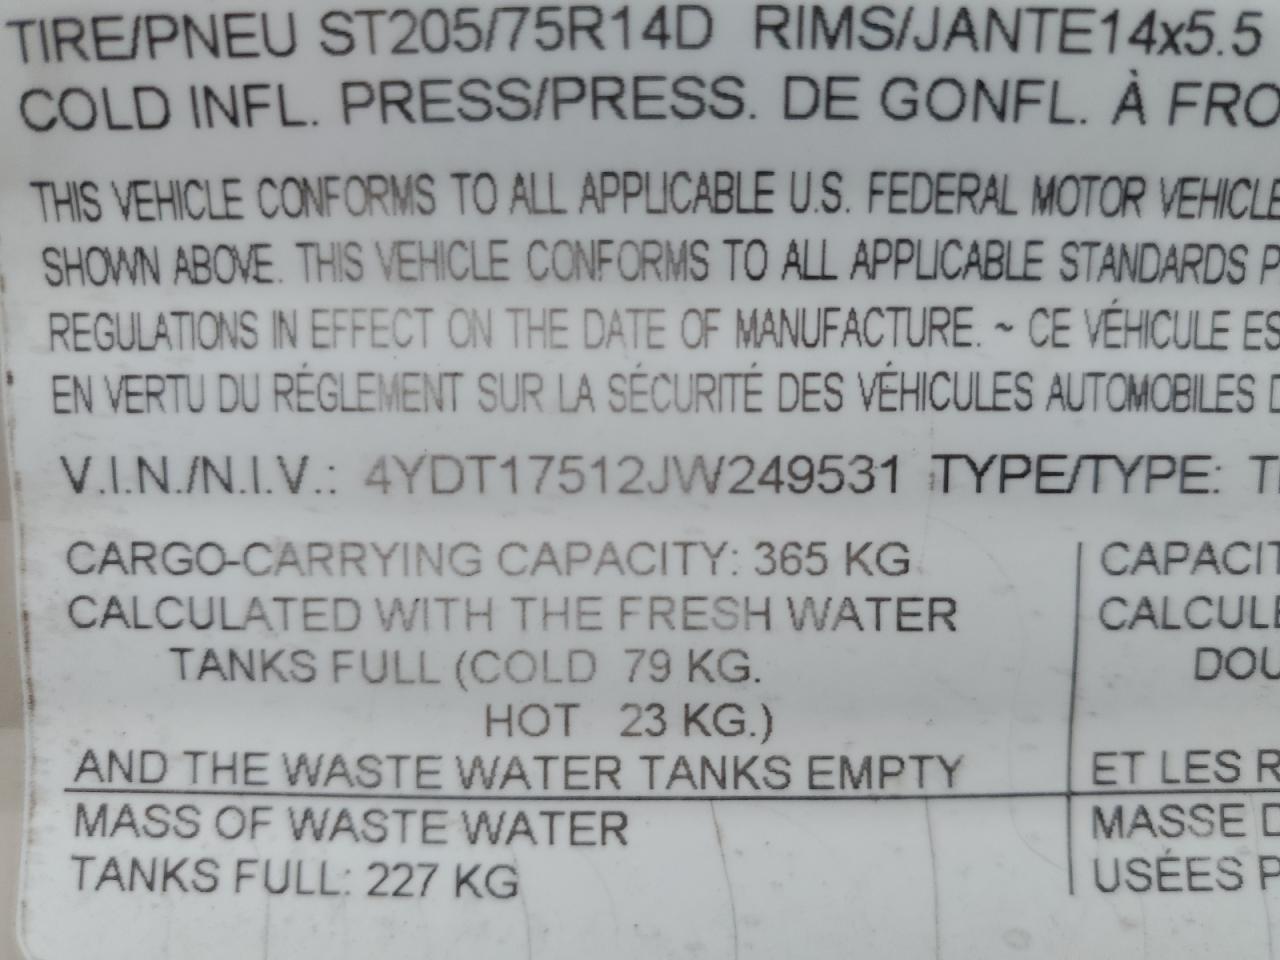 TIRE/PNEU ST205/75R14D RIMS/JANTE14x5.5
COLD INFL. PRESS/PRESS. DE GONFL. À FRO
THIS VEHICLE CONFORMS TO ALL APPLICABLE U.S. FEDERAL MOTOR VEHICLE
SHOWN ABOVE. THIS VEHICLE CONFORMS TO ALL APPLICABLE STANDARDS P
REGULATIONS IN EFFECT ON THE DATE OF MANUFACTURE. ~ CE VÉHICULE ES
EN VERTU DU RÉGLEMENT SUR LA SÉCURITÉ DES VÉHICULES AUTOMOBILES D
V.I.N./N.I.V.: 4YDT17512JW249531 TYPE/TYPE: T
CARGO-CARRYING CAPACITY: 365 KG
CALCULATED WITH THE FRESH WATER
TANKS FULL (COLD 79 KG.
HOT 23 KG.)
AND THE WASTE WATER TANKS EMPTY
MASS OF WASTE WATER
TANKS FULL: 227 KG
CAPACIT
CALCULE
DOU
ET LES R
MASSE D
USÉES P